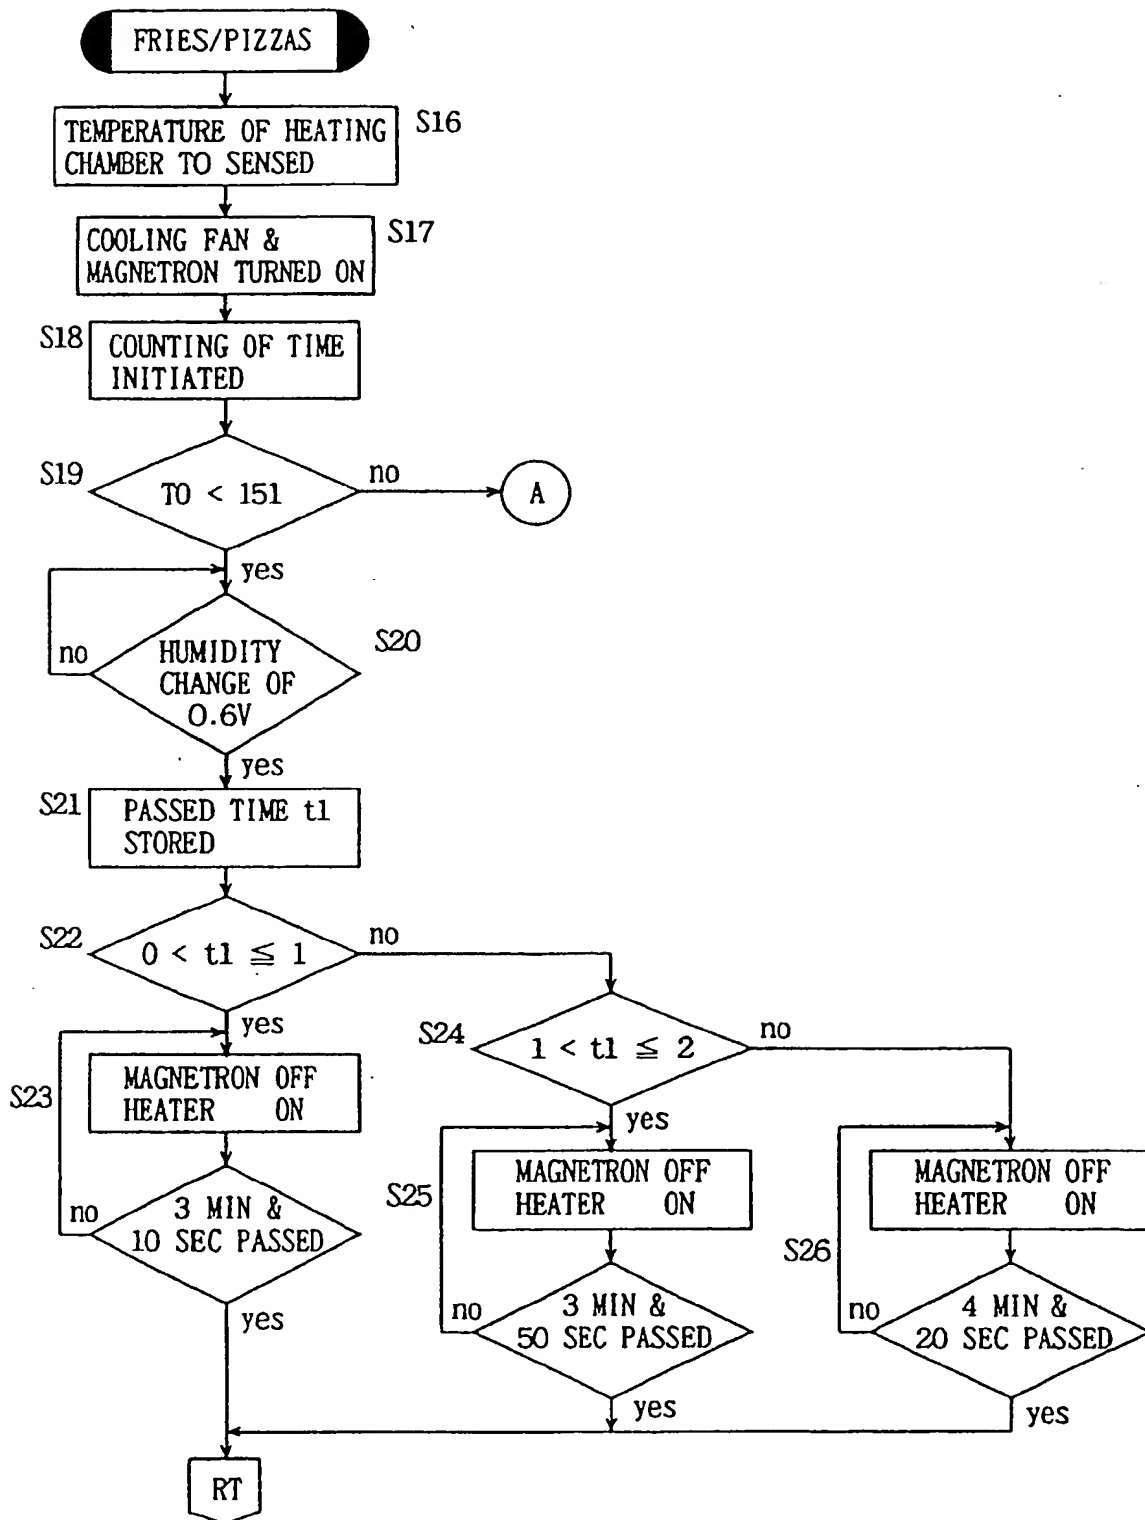 FRIES/PIZZAS
TEMPERATURE OF HEATING
CHAMBER TO SENSED
S16
COOLING FAN &
MAGNETRON TURNED ON
S17
S18
COUNTING OF TIME
INITIATED
S19
TO < 151
no
A
yes
no
HUMIDITY
CHANGE OF
0.6V
S20
yes
S21
PASSED TIME t1
STORED
S22
0 < t1 ≦ 1
no
yes
S24
1 < t1 ≦ 2
no
S23
MAGNETRON OFF
HEATER ON
yes
no
3 MIN &
10 SEC PASSED
yes
S25
MAGNETRON OFF
HEATER ON
no
3 MIN &
50 SEC PASSED
yes
S26
MAGNETRON OFF
HEATER ON
no
4 MIN &
20 SEC PASSED
yes
RT